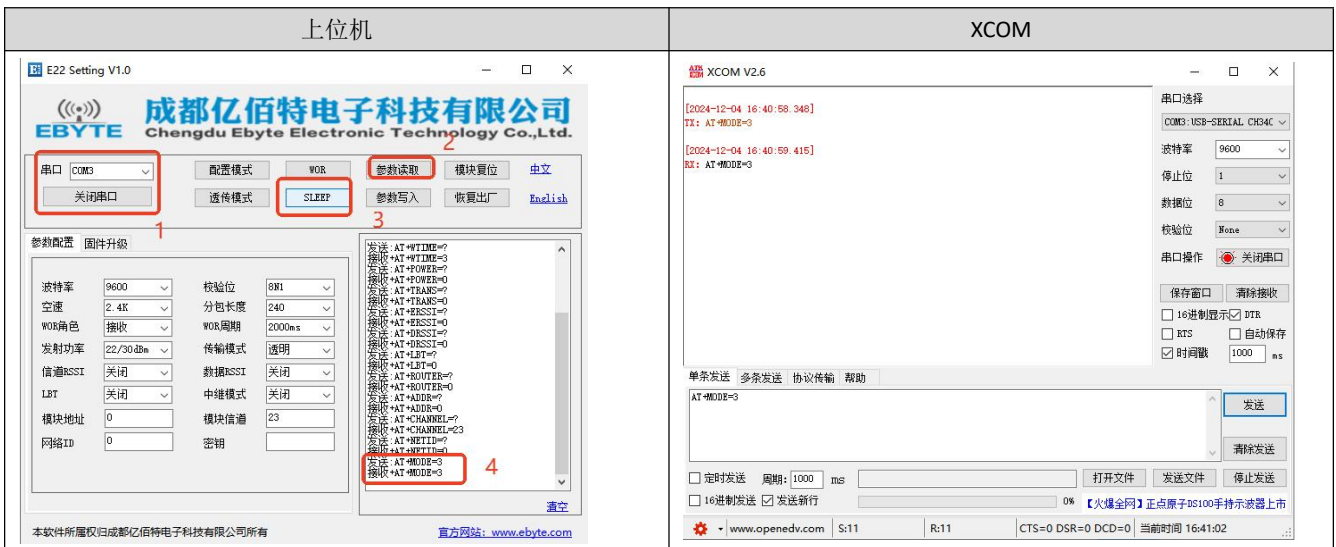 上位机
XCOM
E22 Setting V1.0
EBYTE
成都亿佰特电子科技有限公司
Chengdu Ebyte Electronic Technology Co.,Ltd.
2
串口 COM3 配置模式 WOR 参数读取 模块复位 中文
关闭串口 透传模式 SLEEP 参数写入 恢复出厂 English
1
3
参数配置 固件升级
波特率 9600 校验位 8N1
空速 2.4K 分包长度 240
WOR角色 接收 WOR周期 2000ms
发射功率 22/30dBm 传输模式 透明
信道RSSI 关闭 数据RSSI 关闭
LBT 关闭 中继模式 关闭
模块地址 0 模块信道 23
网络ID 0 密钥
发送:AT+WTIME=?
接收+AT+WTIME=3
发送:AT+POWER=?
接收+AT+POWER=0
发送:AT+TRANS=?
接收+AT+TRANS=0
发送:AT+ERSSI=?
接收+AT+ERSSI=0
发送:AT+DRSSI=?
接收+AT+DRSSI=0
发送:AT+LBT=?
接收+AT+LBT=0
发送:AT+ROUTER=?
接收+AT+ROUTER=0
发送:AT+ADDR=?
接收+AT+ADDR=0
发送:AT+CHANNEL=?
接收+AT+CHANNEL=23
发送:AT+NETID=?
接收+AT+NETID=0
发送:AT+MODE=3
接收+AT+MODE=3
4
清空
本软件所属权归成都亿佰特电子科技有限公司所有
官方网站: www.ebyte.com
ATK XCOM
XCOM V2.6
[2024-12-04 16:40:58.348]
TX: AT+MODE=3
[2024-12-04 16:40:59.415]
RX: AT+MODE=3
串口选择
COM3:USB-SERIAL CH34C
波特率 9600
停止位 1
数据位 8
校验位 None
串口操作 关闭串口
保存窗口 清除接收
16进制显示 DTR
RTS 自动保存
时间戳 1000 ms
单条发送 多条发送 协议传输 帮助
AT+MODE=3
发送
清除发送
定时发送 周期: 1000 ms 打开文件 发送文件 停止发送
16进制发送 发送新行 0% 【火爆全网】正点原子DS100手持示波器上市
www.openedv.com S:11 R:11 CTS=0 DSR=0 DCD=0 当前时间 16:41:02